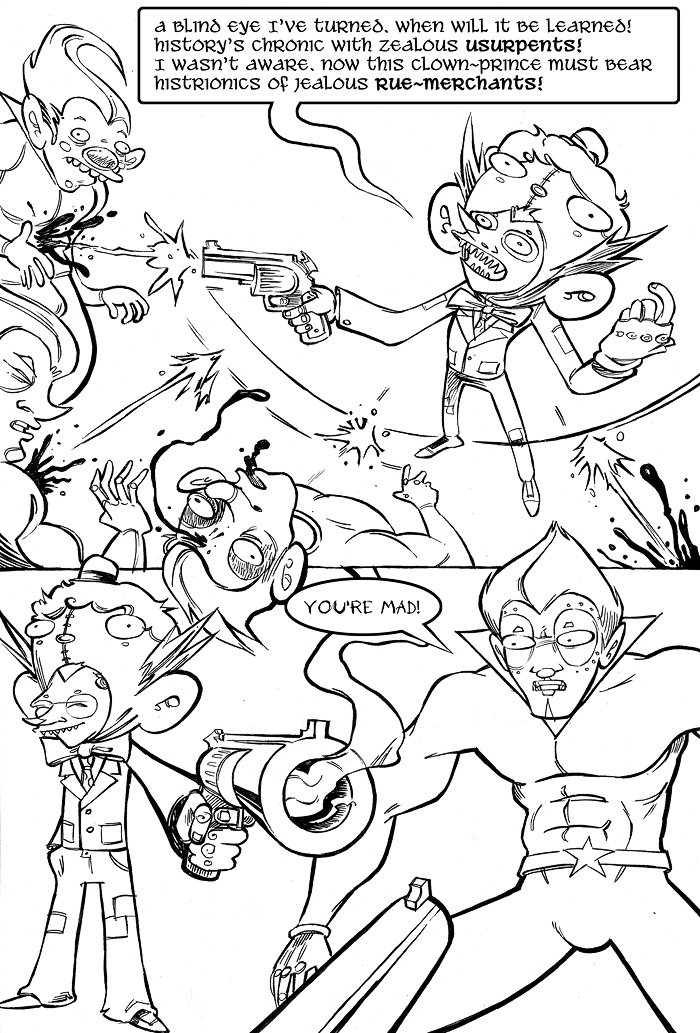 a blind eye I've turned, when will it be learned!
history's chronic with zealous usurpents!
I wasn't aware, now this clown-prince must bear
histrionics of jealous rue-merchants!
YOU'RE MAD!